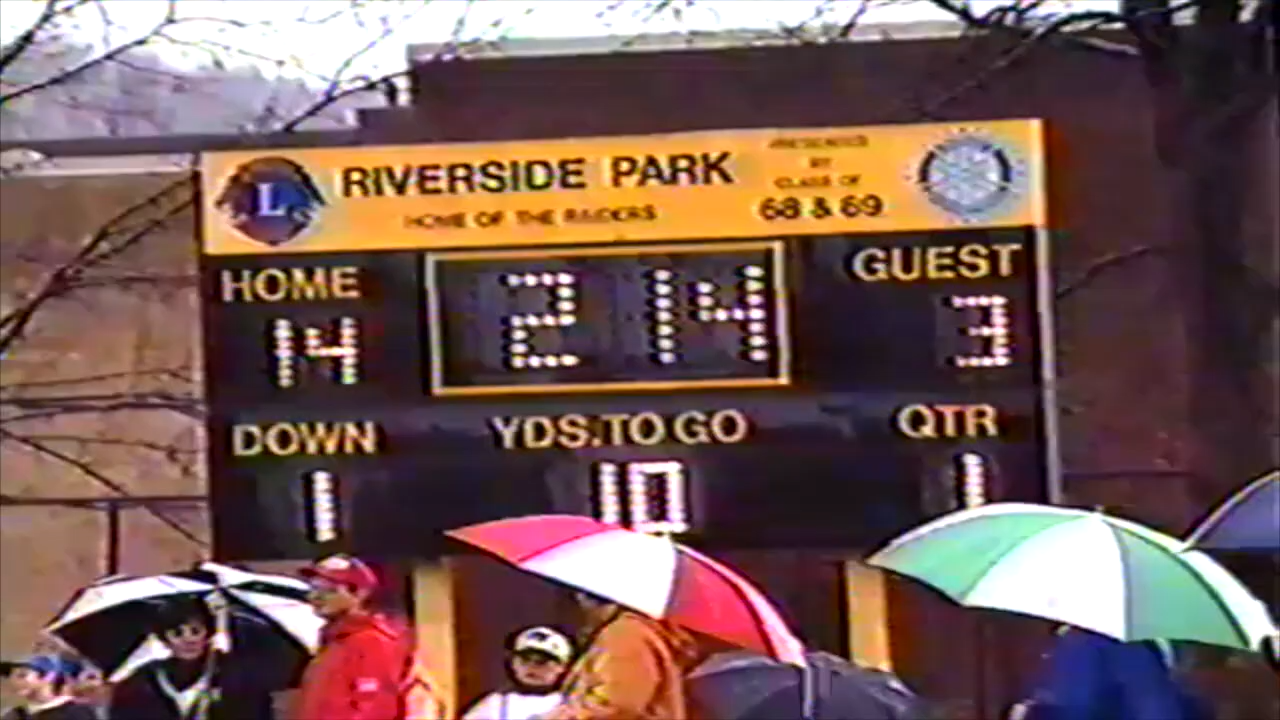 L
RIVERSIDE PARK
HOME OF THE RAIDERS
PRESENTED
BY
CLASS OF
68 & 69
HOME
14
2 14
GUEST
3
DOWN
1
YDS.TO GO
10
QTR
1